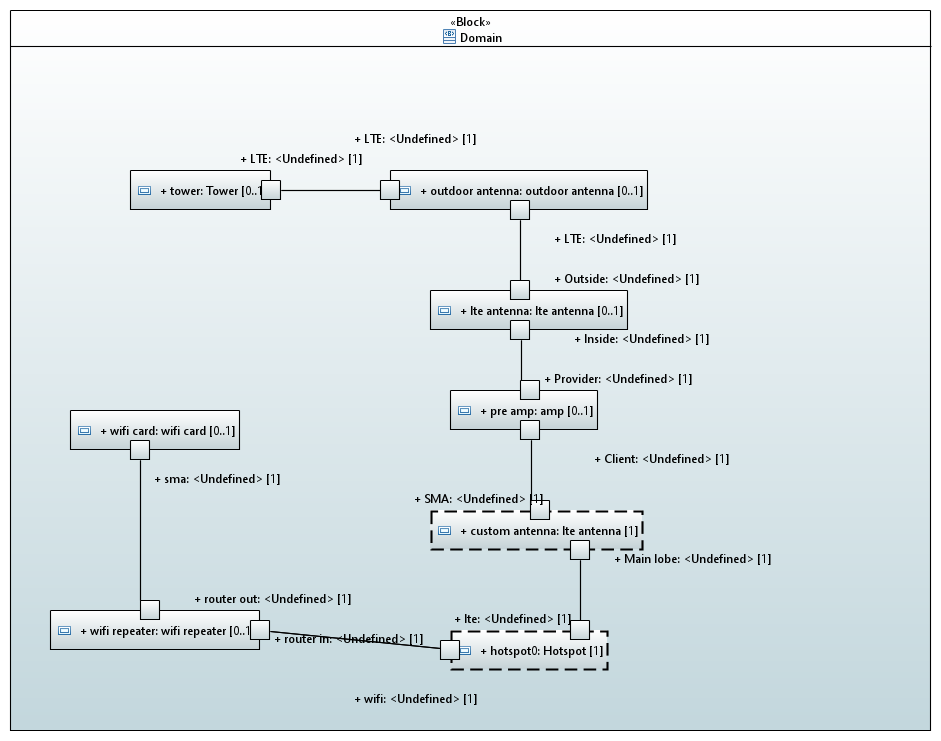 «Block»
Domain
+ LTE: <Undefined> [1]
+ LTE: <Undefined> [1]
+ tower: Tower [0..1
+ outdoor antenna: outdoor antenna [0..1]
+ LTE: <Undefined> [1]
+ Outside: <Undefined> [1]
+ lte antenna: lte antenna [0..1]
+ Inside: <Undefined> [1]
+ Provider: <Undefined> [1]
+ pre amp: amp [0..1]
+ wifi card: wifi card [0..1]
+ Client: <Undefined> [1]
+ sma: <Undefined> [1]
+ SMA: <Undefined> [1]
+ custom antenna: lte antenna [1]
+ Main lobe: <Undefined> [1]
+ router out: <Undefined> [1]
+ lte: <Undefined> [1]
+ wifi repeater: wifi repeater [0..1
+ router in: <Undefined> [1]
+ hotspot0: Hotspot [1]
+ wifi: <Undefined> [1]